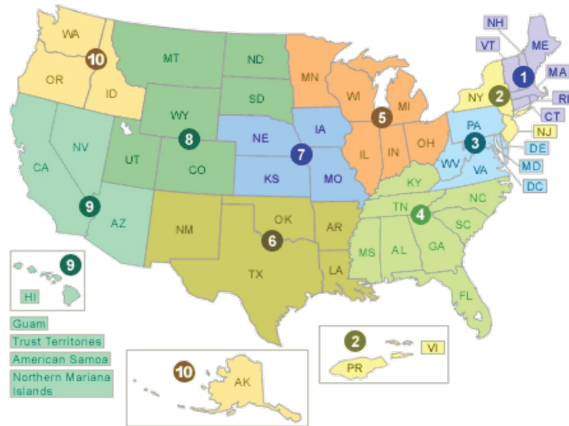 NH
WA
VT
ME
MT
ND
MN
10
1
MA
OR
ID
WI
NY
2
SD
MI
RI
WY
5
CT
IA
PA
NJ
NV
8
NE
3
DE
OH
CA
IL
IN
MD
UT
7
WV
CO
VA
DC
KS
MO
KY
9
NC
TN
4
AZ
OK
NM
AR
SC
6
MS
AL
GA
9
TX
LA
HI
FL
Guam
2
Trust Territories
VI
American Samoa
10
PR
Northern Mariana
Islands
AK